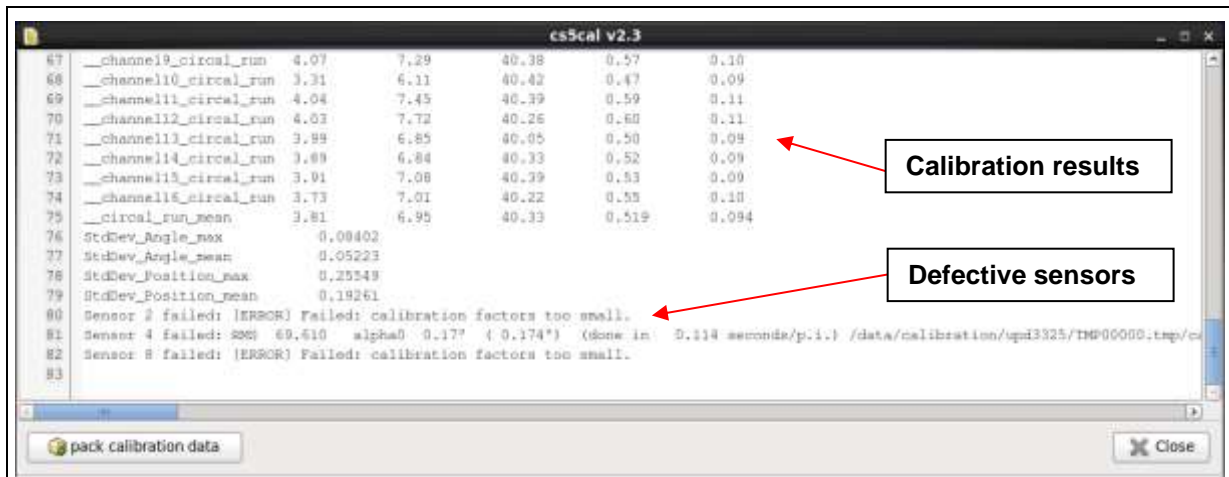 cs5cal v2.3
67 __channel9_circal_run 4.07 7.29 40.38 0.57 0.10
68 __channel10_circal_run 3.31 6.11 40.42 0.47 0.09
69 __channel11_circal_run 4.04 7.45 40.39 0.59 0.11
70 __channel12_circal_run 4.03 7.72 40.26 0.60 0.11
71 __channel13_circal_run 3.99 6.85 40.05 0.50 0.09
72 __channel14_circal_run 3.89 6.84 40.33 0.52 0.09
73 __channel15_circal_run 3.91 7.08 40.39 0.53 0.09
74 __channel16_circal_run 3.73 7.01 40.22 0.55 0.10
75 __circal_run_mean 3.81 6.95 40.33 0.519 0.094
76 StdDev_Angle_max 0.08402
77 StdDev_Angle_mean 0.05223
78 StdDev_Position_max 0.25549
79 StdDev_Position_mean 0.19261
80 Sensor 2 failed: [ERROR] Failed: calibration factors too small.
81 Sensor 4 failed: RMS 69.610 alpha0 0.17° ( 0.174°) (done in 0.114 seconds/p.i.) /data/calibration/upd3325/TMP00000.tmp/ca
82 Sensor 8 failed: [ERROR] Failed: calibration factors too small.
83
Calibration results
Defective sensors
pack calibration data
Close